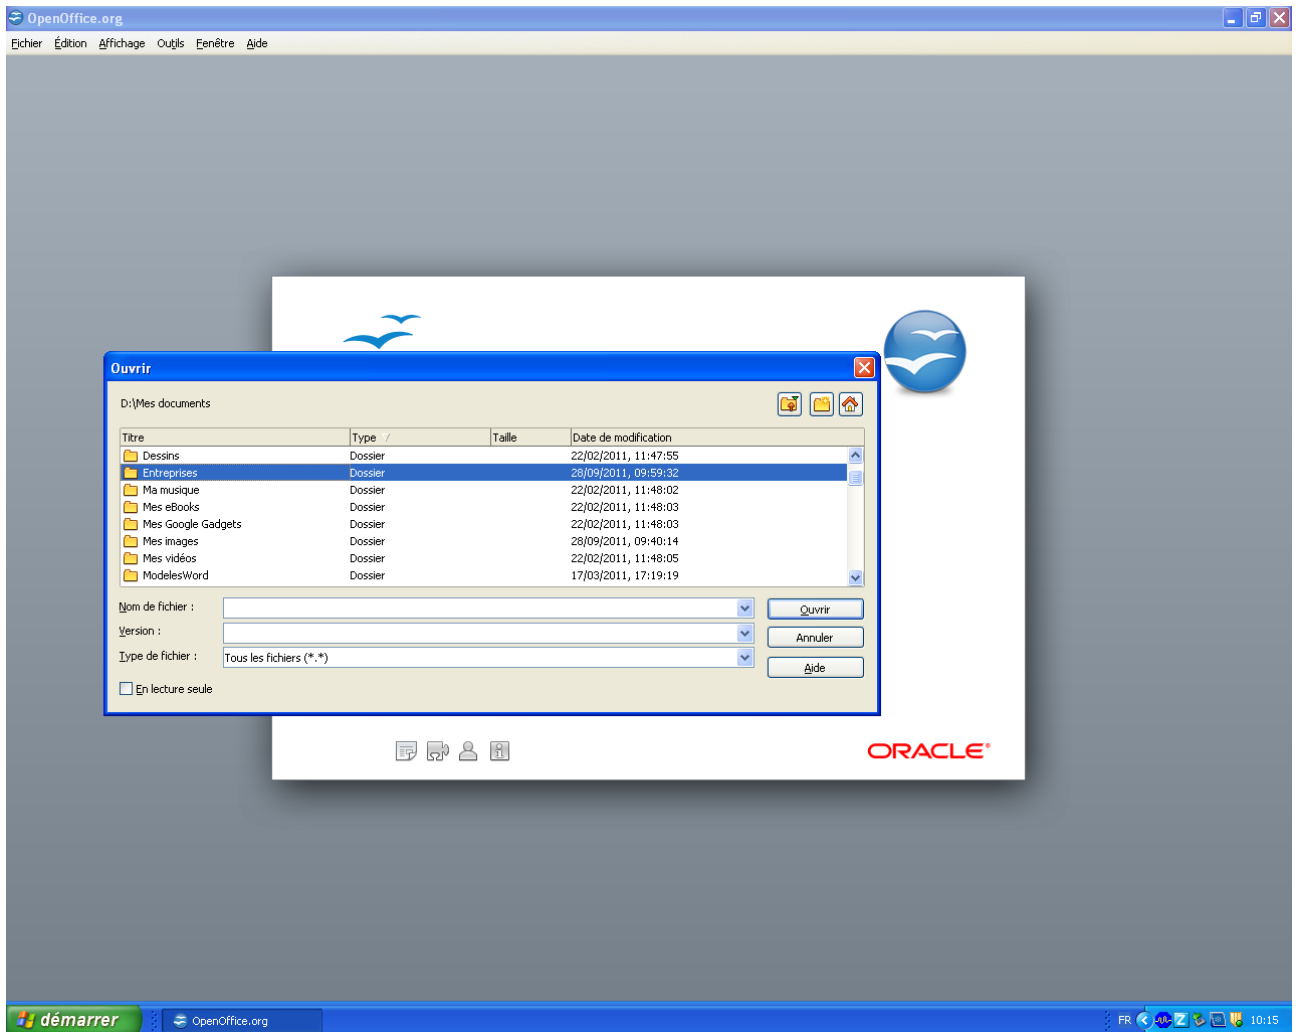 OpenOffice.org
Fichier Édition Affichage Outils Fenêtre Aide
Ouvrir
D:\Mes documents
Titre Type Taille Date de modification
Dessins Dossier 22/02/2011, 11:47:55
Entreprises Dossier 28/09/2011, 09:59:32
Ma musique Dossier 22/02/2011, 11:48:02
Mes eBooks Dossier 22/02/2011, 11:48:03
Mes Google Gadgets Dossier 22/02/2011, 11:48:03
Mes images Dossier 28/09/2011, 09:40:14
Mes vidéos Dossier 22/02/2011, 11:48:05
ModelesWord Dossier 17/03/2011, 17:19:19
Nom de fichier : Ouvrir
Version : Annuler
Type de fichier : Tous les fichiers (*.*) Aide
En lecture seule
ORACLE
démarrer OpenOffice.org FR Z 10:15